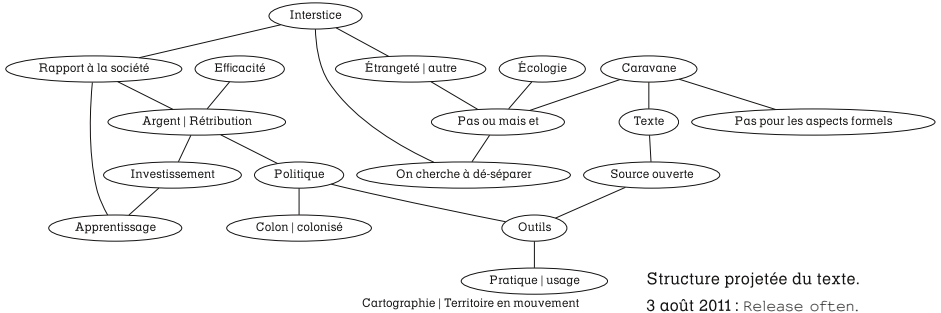 Interstice
Rapport à la société
Efficacité
Étrangeté | autre
Écologie
Caravane
Argent | Rétribution
Pas ou mais et
Texte
Pas pour les aspects formels
Investissement
Politique
On cherche à dé-séparer
Source ouverte
Apprentissage
Colon | colonisé
Outils
Pratique | usage
Cartographie | Territoire en mouvement
Structure projetée du texte.
3 août 2011 : Release often.